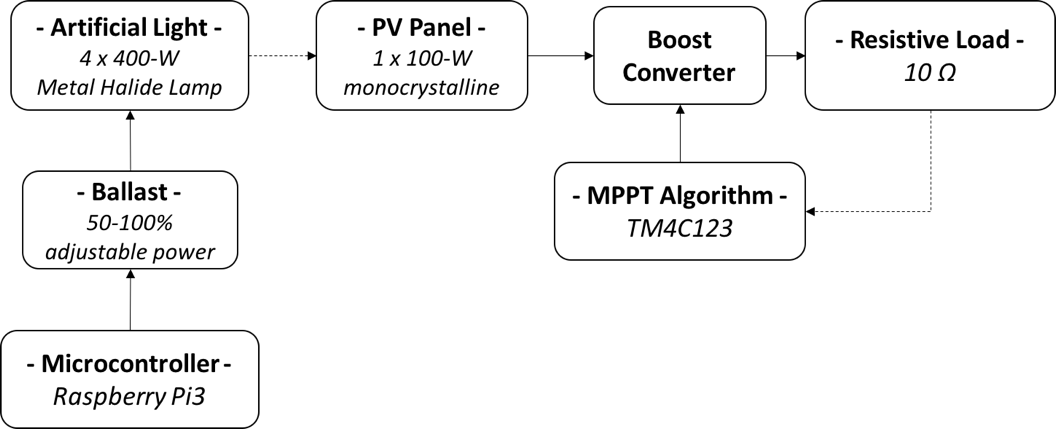 - Artificial Light -
4 x 400-W
Metal Halide Lamp
- PV Panel -
1 x 100-W
monocrystalline
Boost
Converter
- Resistive Load -
10 Ω
- Ballast -
50-100%
adjustable power
- MPPT Algorithm -
TM4C123
- Microcontroller -
Raspberry Pi3